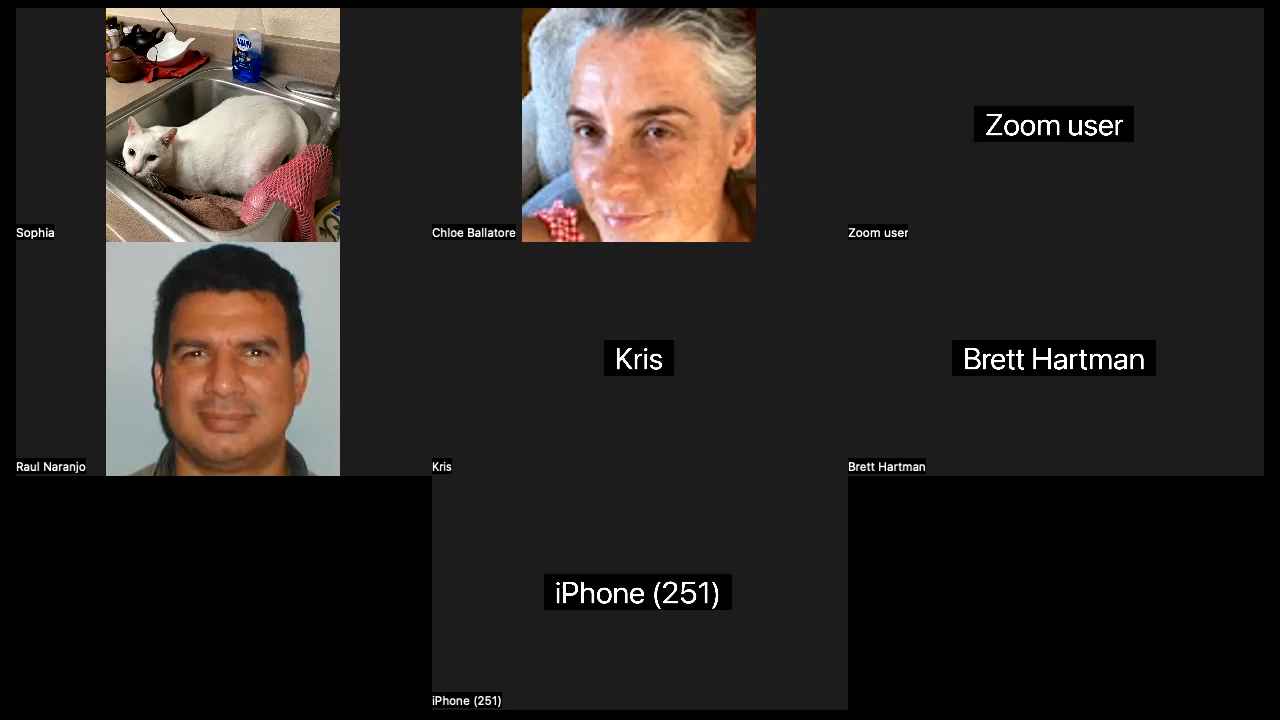 Zoom user
Sophia
Chloe Ballatore
Zoom user
Kris
Brett Hartman
Raul Naranjo
Kris
Brett Hartman
iPhone (251)
iPhone (251)